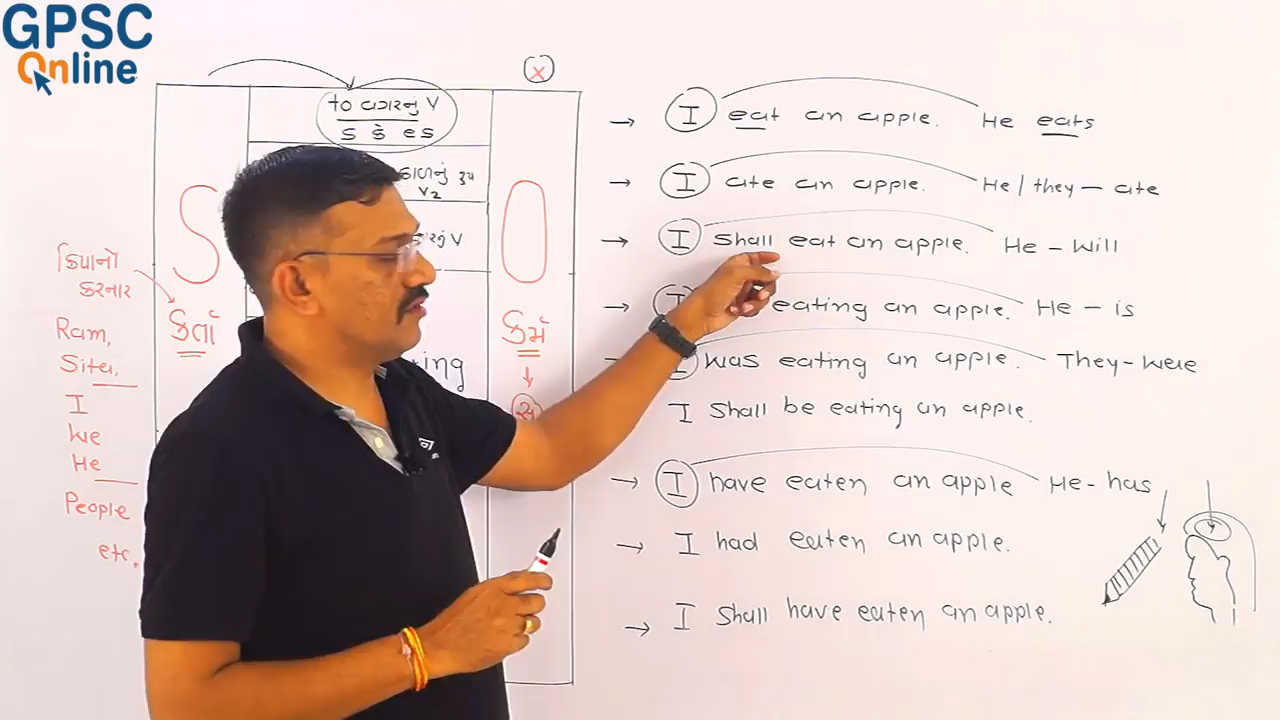 GPSC
Online
x
to વગરનું V
s કે es
કાળનું રૂપ
V2
V
S
O
ક્રિયાનો
કરનાર
કર્તા
કર્મ
Ram,
Sita,
I
We
He
People
etc.
ing
→ I eat an apple. He eats
→ I ate an apple. He/they – ate
→ I shall eat an apple. He – will
→ I eating an apple. He – is
I was eating an apple. They – were
I shall be eating an apple.
→ I have eaten an apple He – has
→ I had eaten an apple.
→ I shall have eaten an apple.